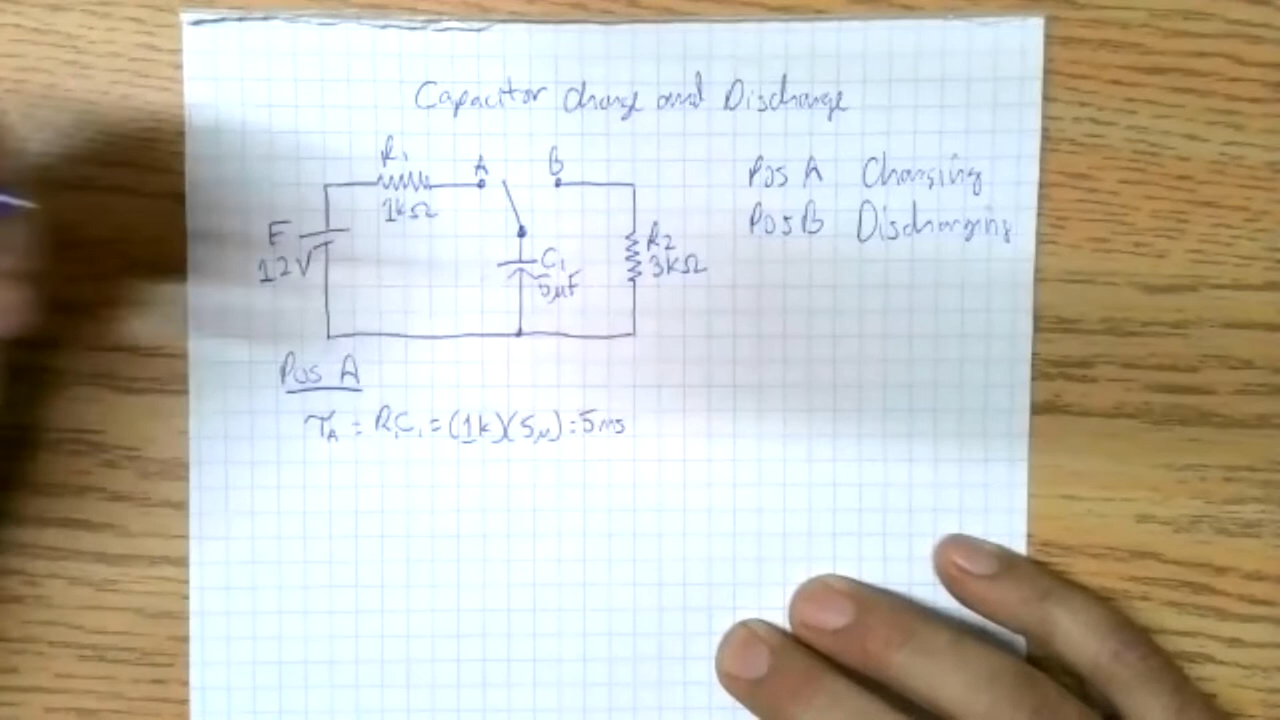 Capacitor Charge and Discharge
R1 A B
1kΩ
E
12V
C1
5µF
R2
3kΩ
Pos A Charging
Pos B Discharging
Pos A
τA = R1C1 = (1k)(5µ) = 5ms